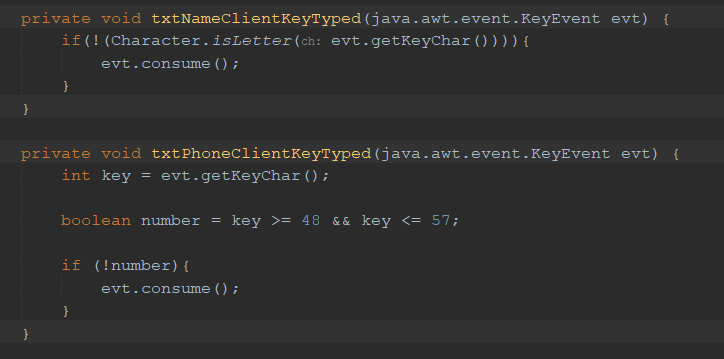 private void txtNameClientKeyTyped(java.awt.event.KeyEvent evt) {
    if(!(Character.isLetter(ch: evt.getKeyChar()))){
        evt.consume();
    }
}
private void txtPhoneClientKeyTyped(java.awt.event.KeyEvent evt) {
    int key = evt.getKeyChar();
    boolean number = key >= 48 && key <= 57;
    if (!number){
        evt.consume();
    }
}